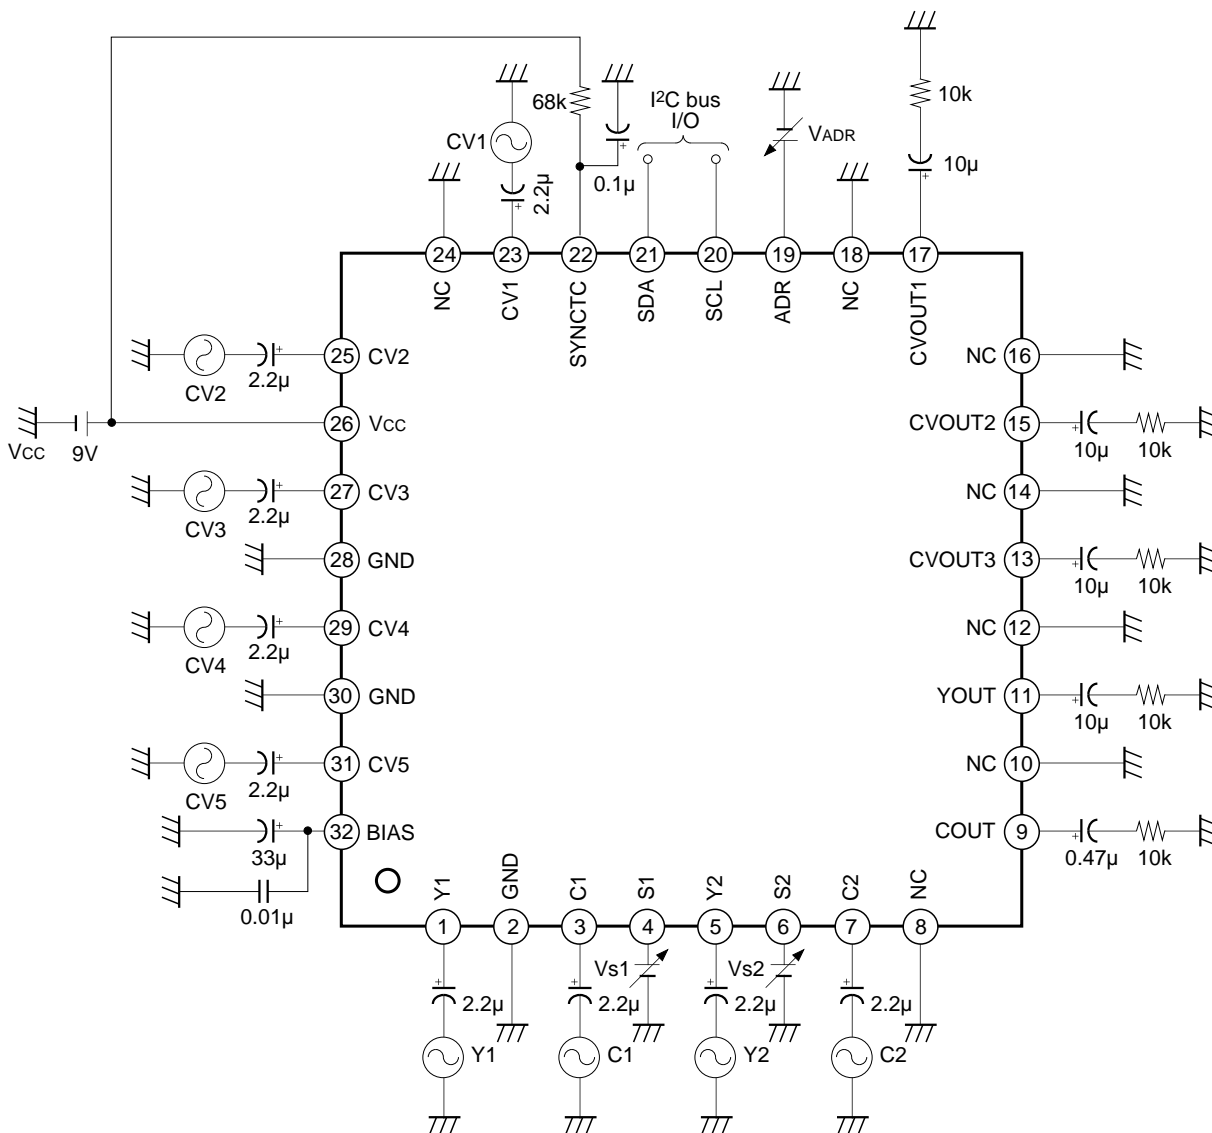 I²C bus
I/O
68k
CV1
2.2µ
0.1µ
VADR
10k
10µ
24
23
22
21
20
19
18
17
NC
CV1
SYNCTC
SDA
SCL
ADR
NC
CVOUT1
CV2
2.2µ
25
CV2
NC
16
VCC
9V
26
VCC
CVOUT2
15
10µ
10k
CV3
2.2µ
27
CV3
NC
14
28
GND
CVOUT3
13
10µ
10k
CV4
2.2µ
29
CV4
NC
12
30
GND
YOUT
11
10µ
10k
CV5
2.2µ
31
CV5
NC
10
33µ
32
BIAS
COUT
9
0.47µ
10k
0.01µ
Y1
GND
C1
S1
Y2
S2
C2
NC
1
2
3
4
5
6
7
8
Vs1
Vs2
2.2µ
2.2µ
2.2µ
2.2µ
Y1
C1
Y2
C2